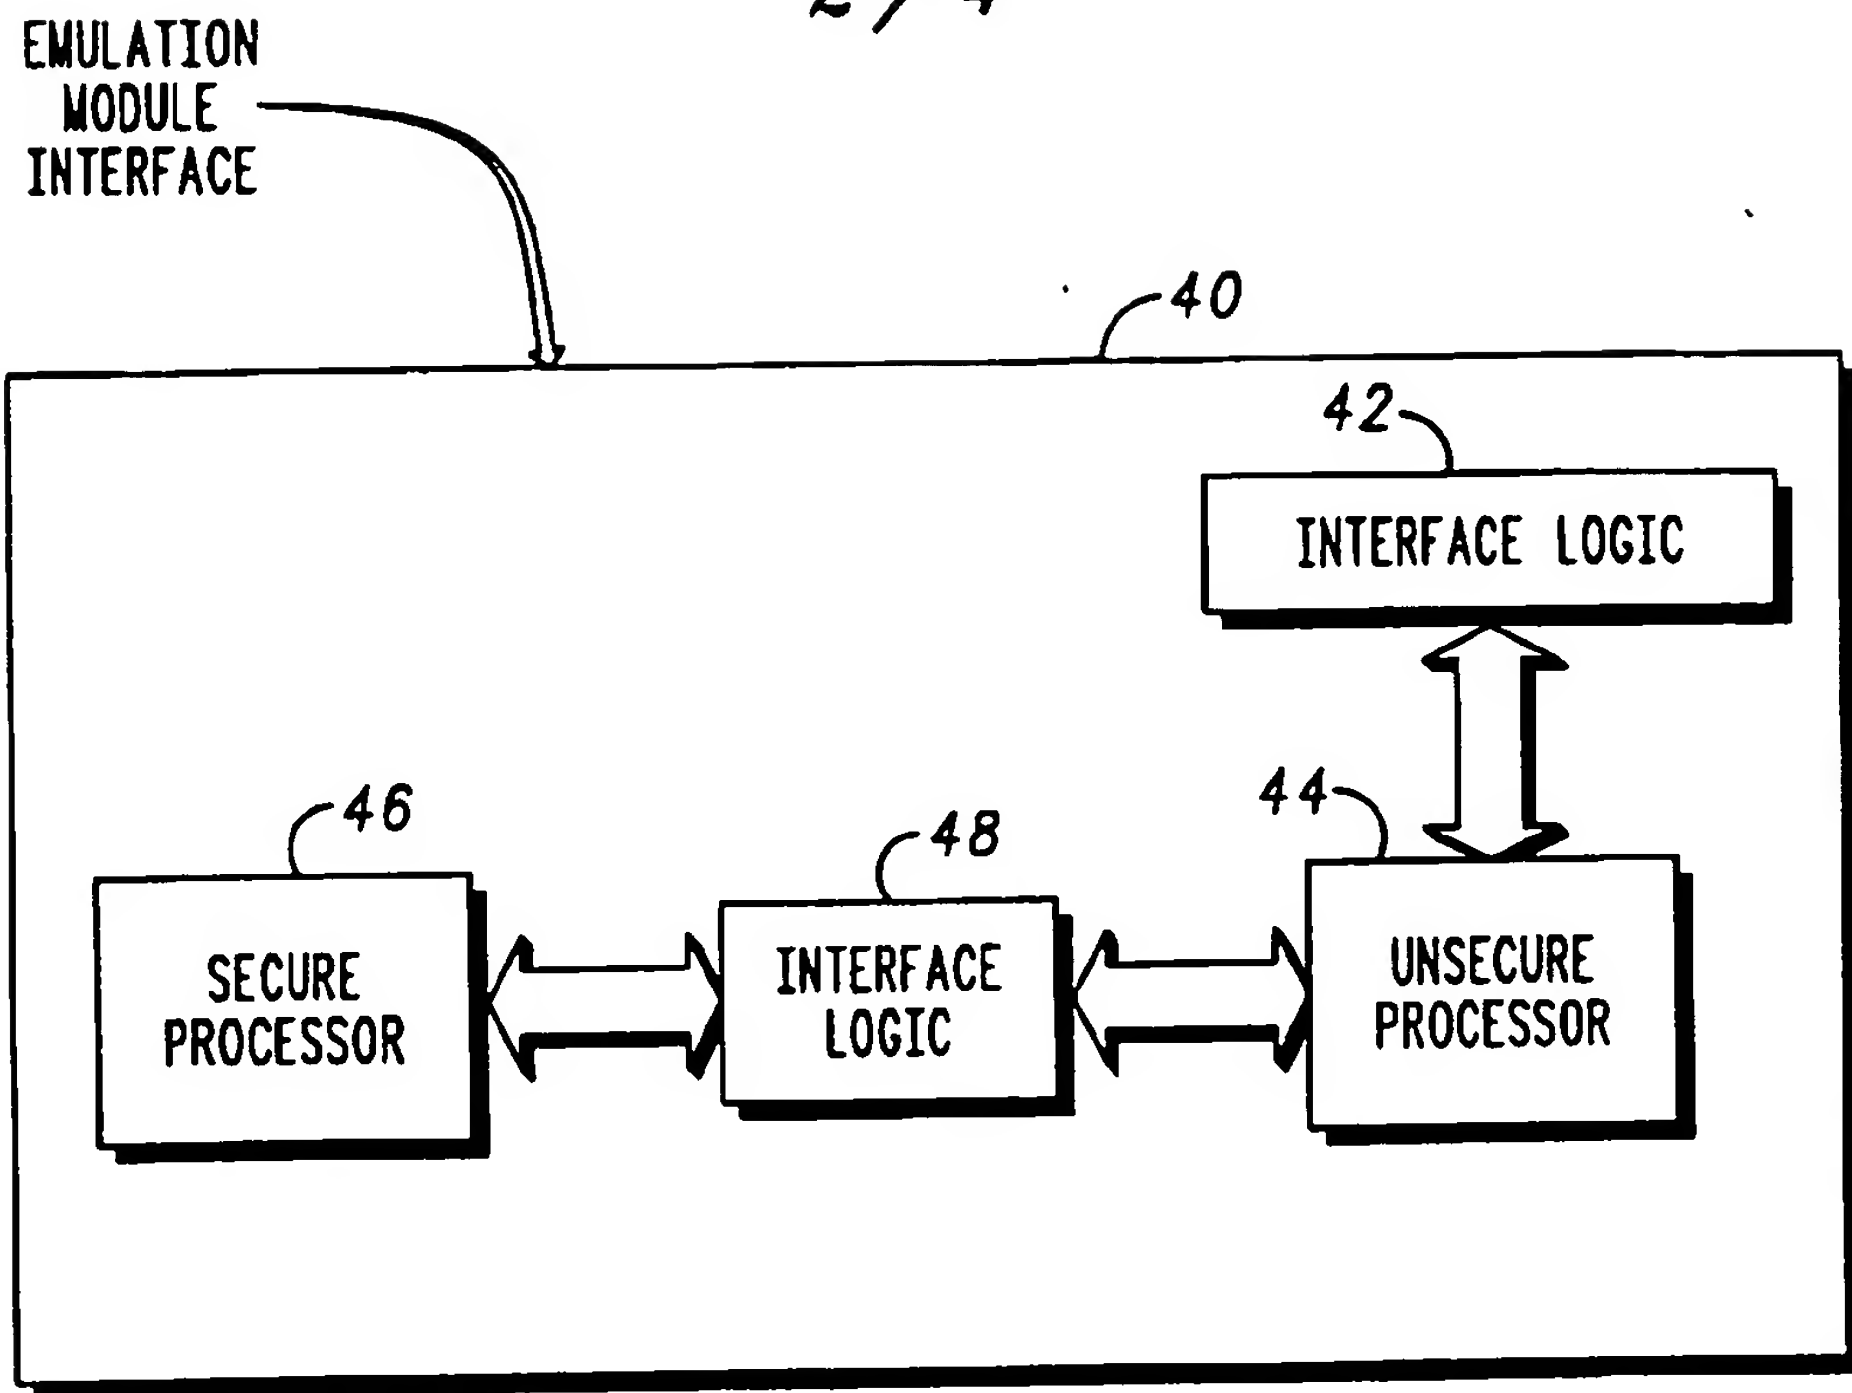 EMULATION
MODULE
INTERFACE
40
42
INTERFACE LOGIC
46
48
44
SECURE
PROCESSOR
INTERFACE
LOGIC
UNSECURE
PROCESSOR